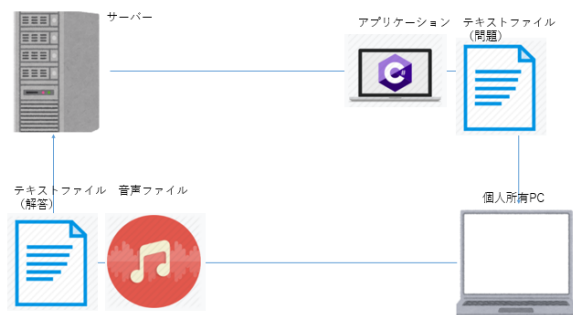 サーバー
アプリケーション
テキストファイル
（問題）
C#
テキストファイル
（解答）
音声ファイル
個人所有PC